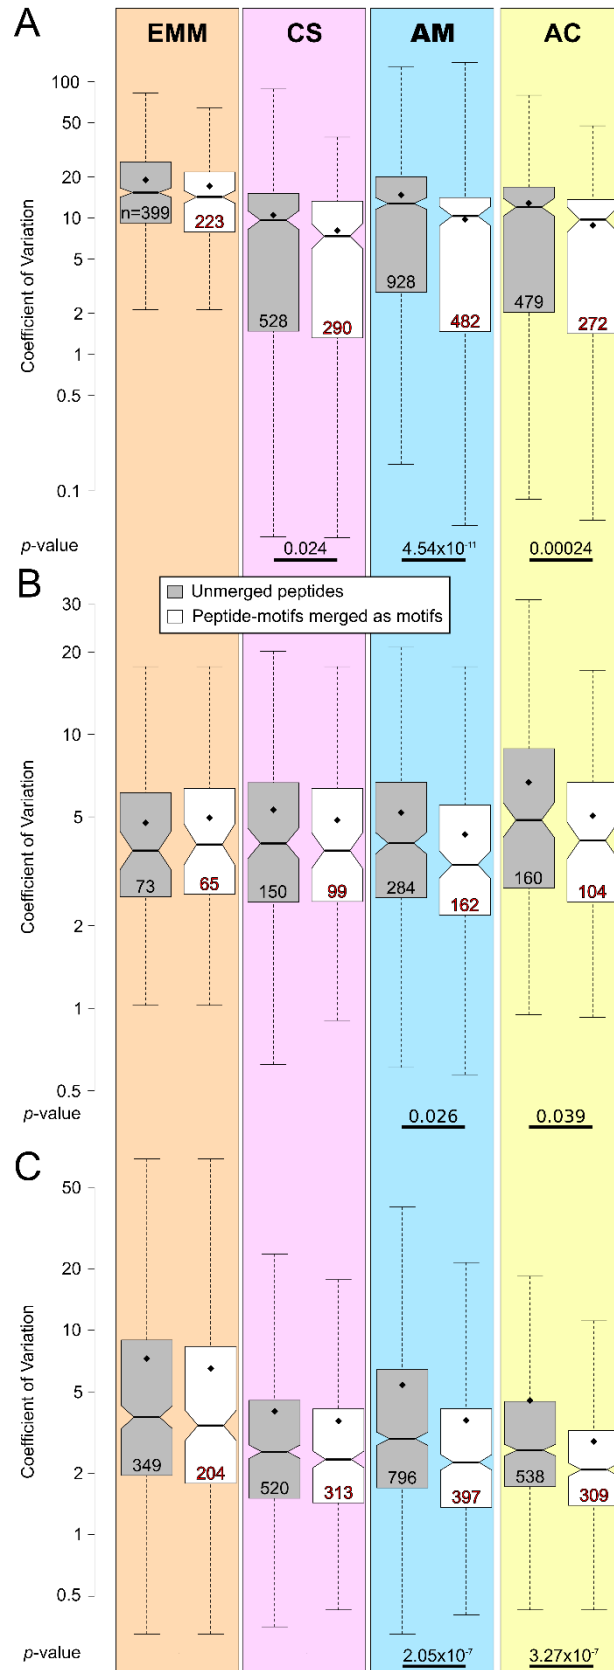 A
EMM CS AM AC
100
50
20
10
5
2
1
0.5
0.1
Coefficient of Variation
n=399 223 528 290 928 482 479 272
p-value 0.024 4.54x10⁻¹¹ 0.00024
B
Unmerged peptides
Peptide-motifs merged as motifs
30
20
10
5
2
1
0.5
Coefficient of Variation
73 65 150 99 284 162 160 104
p-value 0.026 0.039
C
50
20
10
5
2
1
0.5
Coefficient of Variation
349 204 520 313 796 397 538 309
p-value 2.05x10⁻⁷ 3.27x10⁻⁷